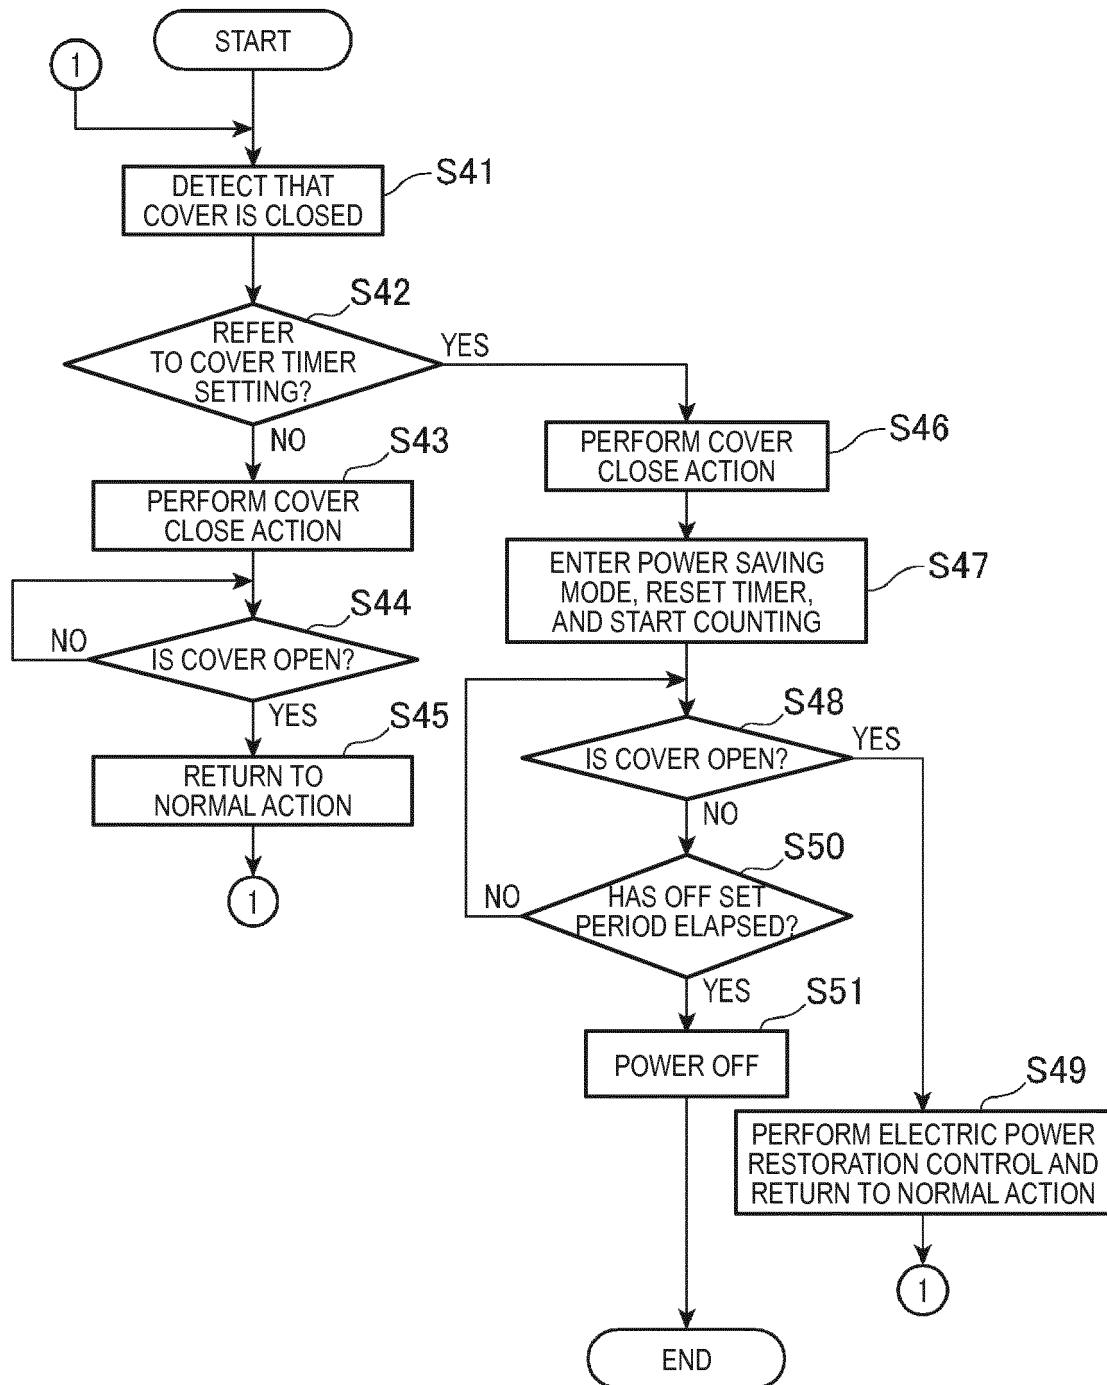 START
1
S41
DETECT THAT
COVER IS CLOSED
S42
REFER
TO COVER TIMER
SETTING?
YES
NO
S43
PERFORM COVER
CLOSE ACTION
S44
IS COVER OPEN?
NO
YES
S45
RETURN TO
NORMAL ACTION
1
S46
PERFORM COVER
CLOSE ACTION
S47
ENTER POWER SAVING
MODE, RESET TIMER,
AND START COUNTING
S48
IS COVER OPEN?
YES
NO
S50
HAS OFF SET
PERIOD ELAPSED?
NO
YES
S51
POWER OFF
S49
PERFORM ELECTRIC POWER
RESTORATION CONTROL AND
RETURN TO NORMAL ACTION
1
END